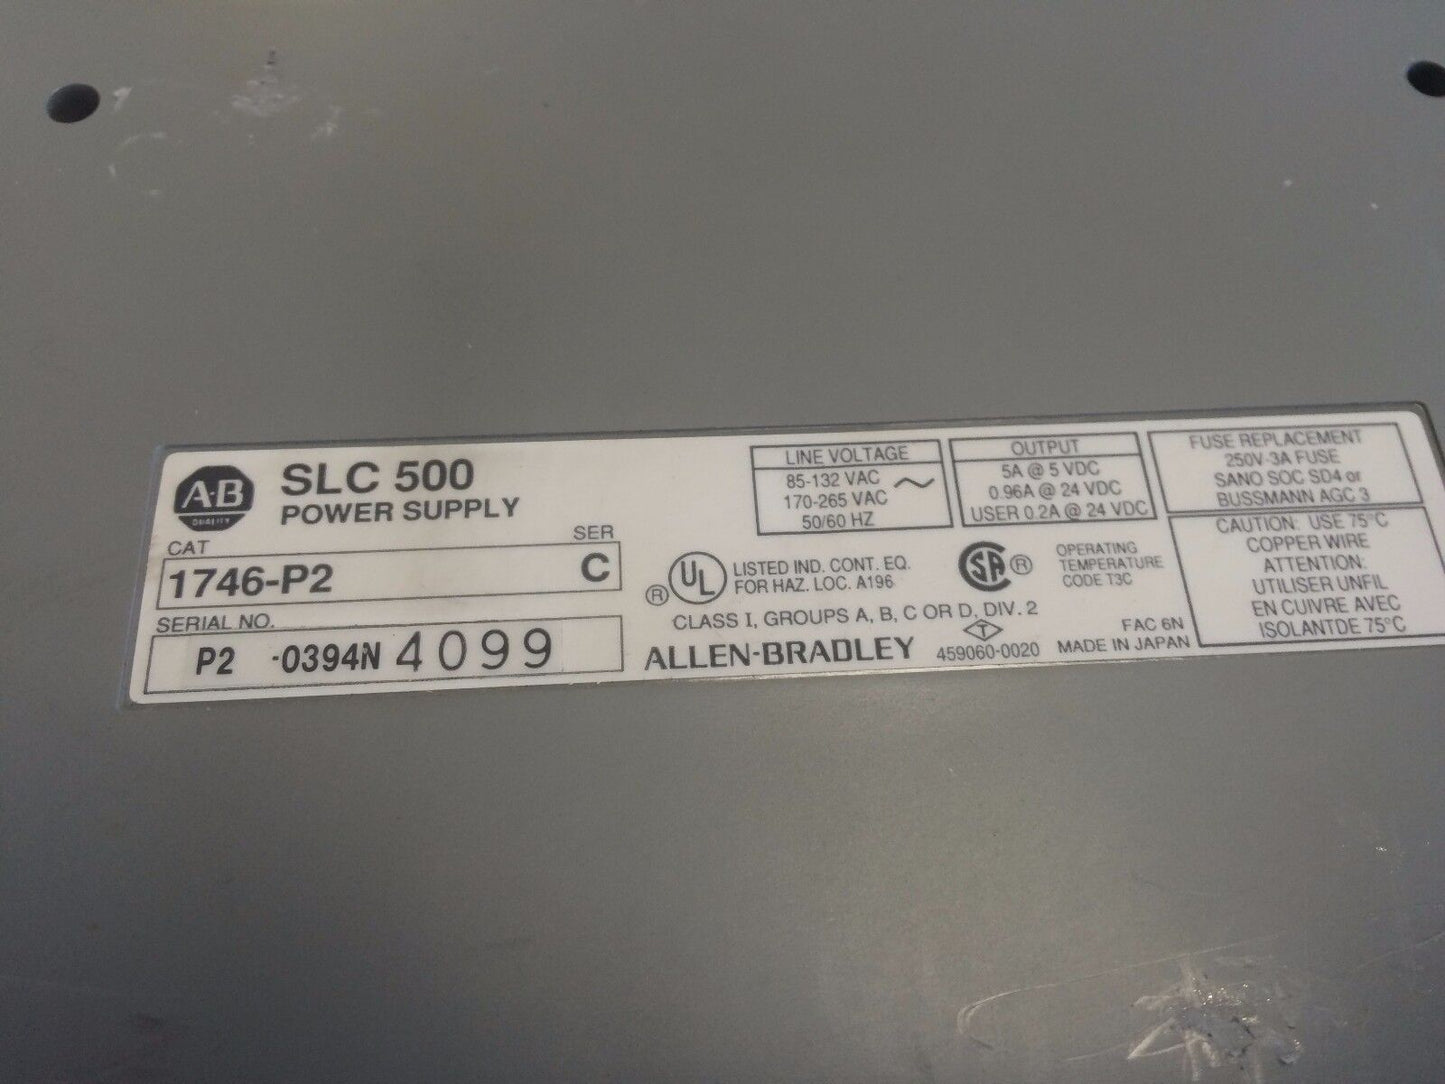 A-B
QUALITY
SLC 500
POWER SUPPLY
CAT
SER
1746-P2
C
SERIAL NO.
P2 -0394N 4099
LINE VOLTAGE
85-132 VAC
170-265 VAC
50/60 HZ
OUTPUT
5A @ 5 VDC
0.96A @ 24 VDC
USER 0.2A @ 24 VDC
FUSE REPLACEMENT
250V-3A FUSE
SANO SOC SD4 or
BUSSMANN AGC 3
® UL LISTED IND. CONT. EQ.
FOR HAZ. LOC. A196
SA ®
OPERATING
TEMPERATURE
CODE T3C
CLASS I, GROUPS A, B, C OR D, DIV. 2
ALLEN-BRADLEY
T
459060-0020
FAC 6N
MADE IN JAPAN
CAUTION: USE 75°C
COPPER WIRE
ATTENTION:
UTILISER UNFIL
EN CUIVRE AVEC
ISOLANTDE 75°C